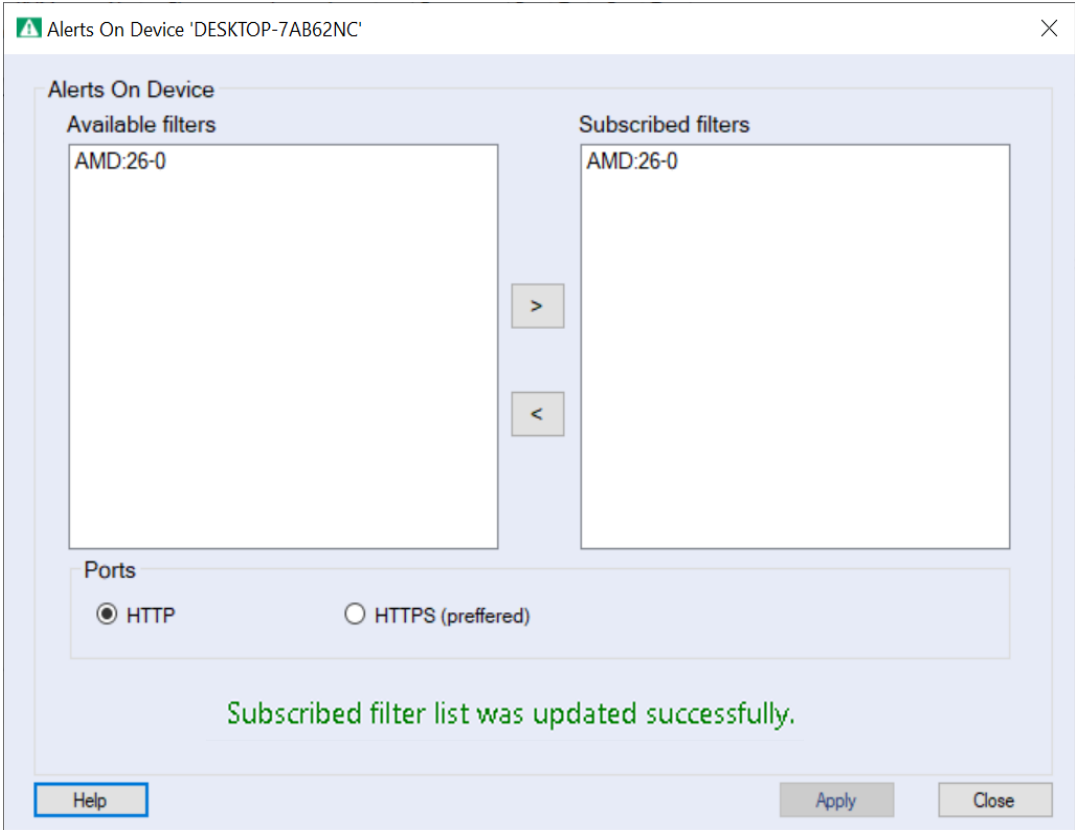 Alerts On Device 'DESKTOP-7AB62NC'
Alerts On Device
Available filters
Subscribed filters
AMD:26-0
AMD:26-0
>
<
Ports
HTTP
HTTPS (preffered)
Subscribed filter list was updated successfully.
Help
Apply
Close